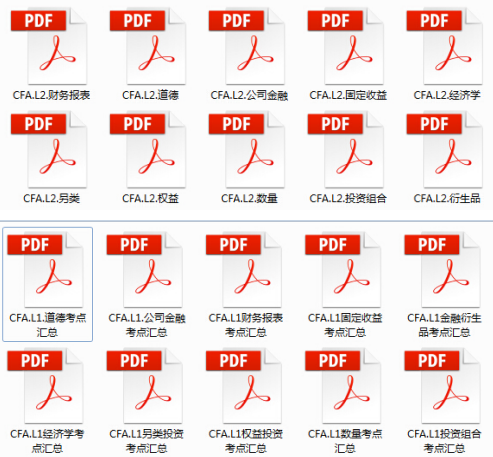 PDF PDF PDF PDF PDF
CFA.L2.财务报表 CFA.L2.道德 CFA.L2.公司金融 CFA.L2.固定收益 CFA.L2.经济学
PDF PDF PDF PDF PDF
CFA.L2.另类 CFA.L2.权益 CFA.L2.数量 CFA.L2.投资组合 CFA.L2.衍生品
PDF PDF PDF PDF PDF
CFA.L1.道德考点 CFA.L1.公司金融 CFA.L1财务报表 CFA.L1固定收益 CFA.L1金融衍生
汇总 考点汇总 考点汇总 考点汇总 品考点汇总
PDF PDF PDF PDF PDF
CFA.L1经济学考 CFA.L1另类投资 CFA.L1权益投资 CFA.L1数量考点 CFA.L1投资组合
点汇总 考点汇总 考点汇总 汇总 考点汇总